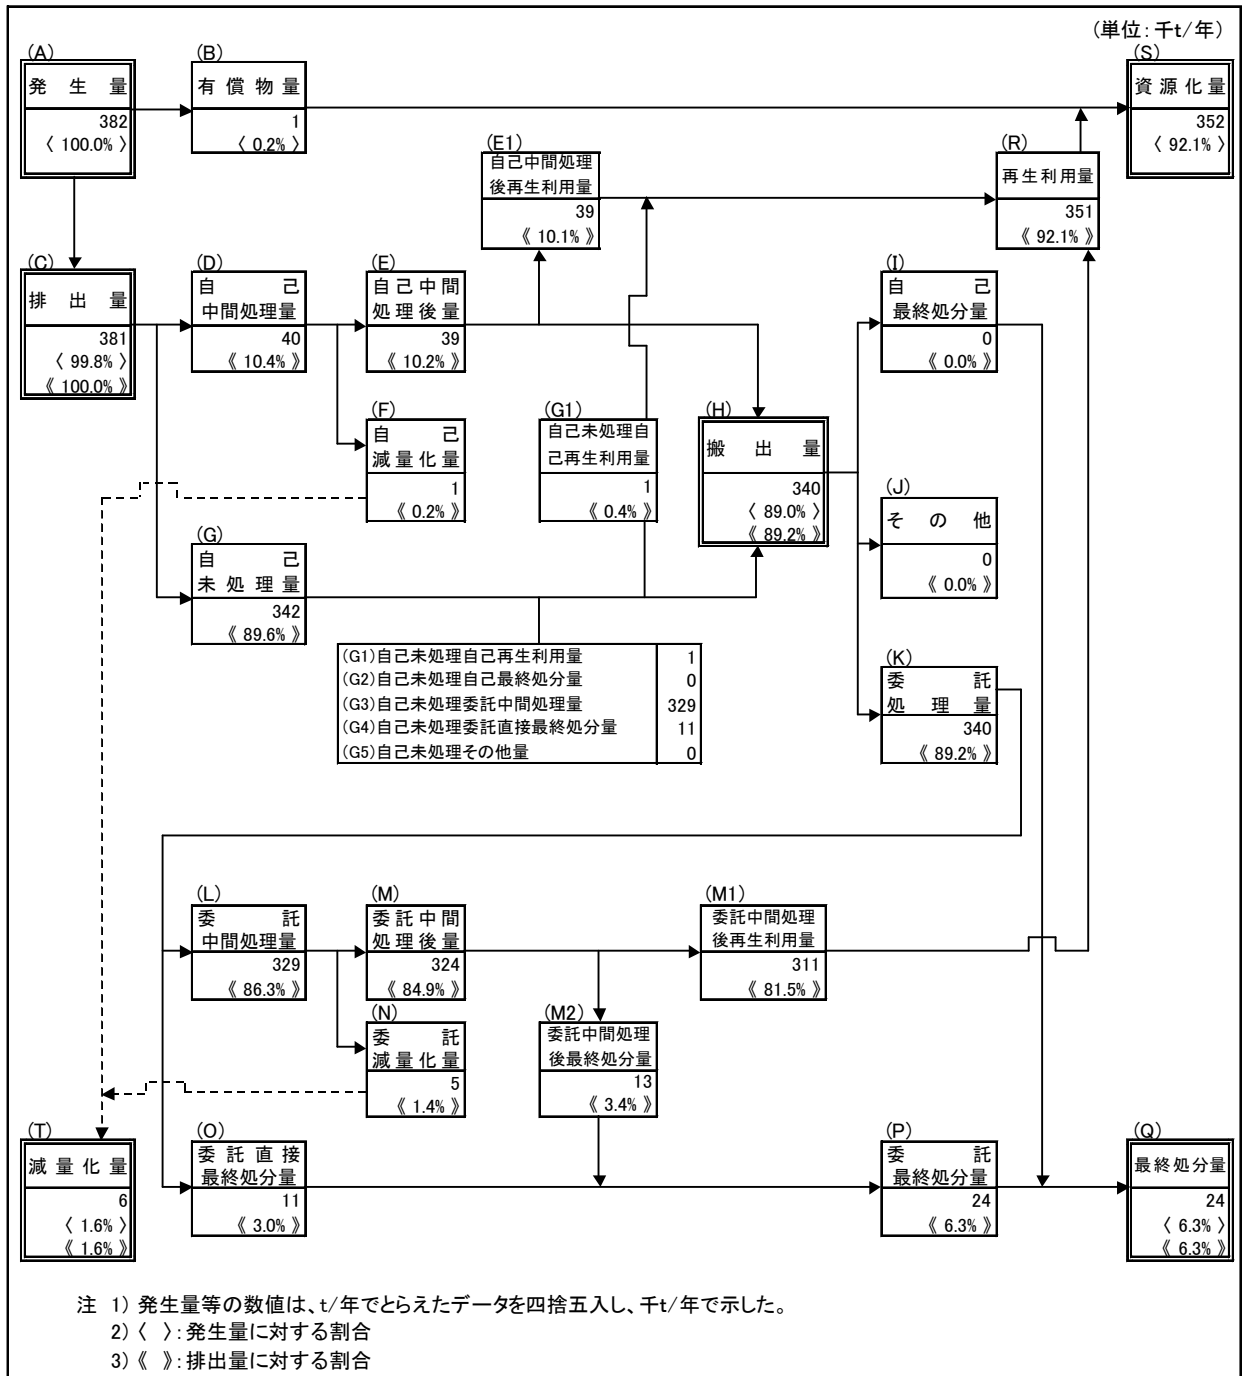 (単位:千t/年)
(A)
発生量
382
〈 100.0% 〉
(B)
有償物量
1
〈 0.2% 〉
(S)
資源化量
352
〈 92.1% 〉
(E1)
自己中間処理
後再生利用量
39
《 10.1% 》
(R)
再生利用量
351
《 92.1% 》
(C)
排出量
381
〈 99.8% 〉
《 100.0% 》
(D)
自己
中間処理量
40
《 10.4% 》
(E)
自己中間
処理後量
39
《 10.2% 》
(I)
自己
最終処分量
0
《 0.0% 》
(F)
自己
減量化量
1
《 0.2% 》
(G1)
自己未処理自
己再生利用量
1
《 0.4% 》
(H)
搬出量
340
〈 89.0% 〉
《 89.2% 》
(J)
その他
0
《 0.0% 》
(G)
自己
未処理量
342
《 89.6% 》
(G1)自己未処理自己再生利用量 1
(G2)自己未処理自己最終処分量 0
(G3)自己未処理委託中間処理量 329
(G4)自己未処理委託直接最終処分量 11
(G5)自己未処理その他量 0
(K)
委託
処理量
340
《 89.2% 》
(L)
委託
中間処理量
329
《 86.3% 》
(M)
委託中間
処理後量
324
《 84.9% 》
(M1)
委託中間処理
後再生利用量
311
《 81.5% 》
(N)
委託
減量化量
5
《 1.4% 》
(M2)
委託中間処理
後最終処分量
13
《 3.4% 》
(T)
減量化量
6
〈 1.6% 〉
《 1.6% 》
(O)
委託直接
最終処分量
11
《 3.0% 》
(P)
委託
最終処分量
24
《 6.3% 》
(Q)
最終処分量
24
〈 6.3% 〉
《 6.3% 》
注 1) 発生量等の数値は、t/年でとらえたデータを四捨五入し、千t/年で示した。
2)〈 〉:発生量に対する割合
3)《 》:排出量に対する割合